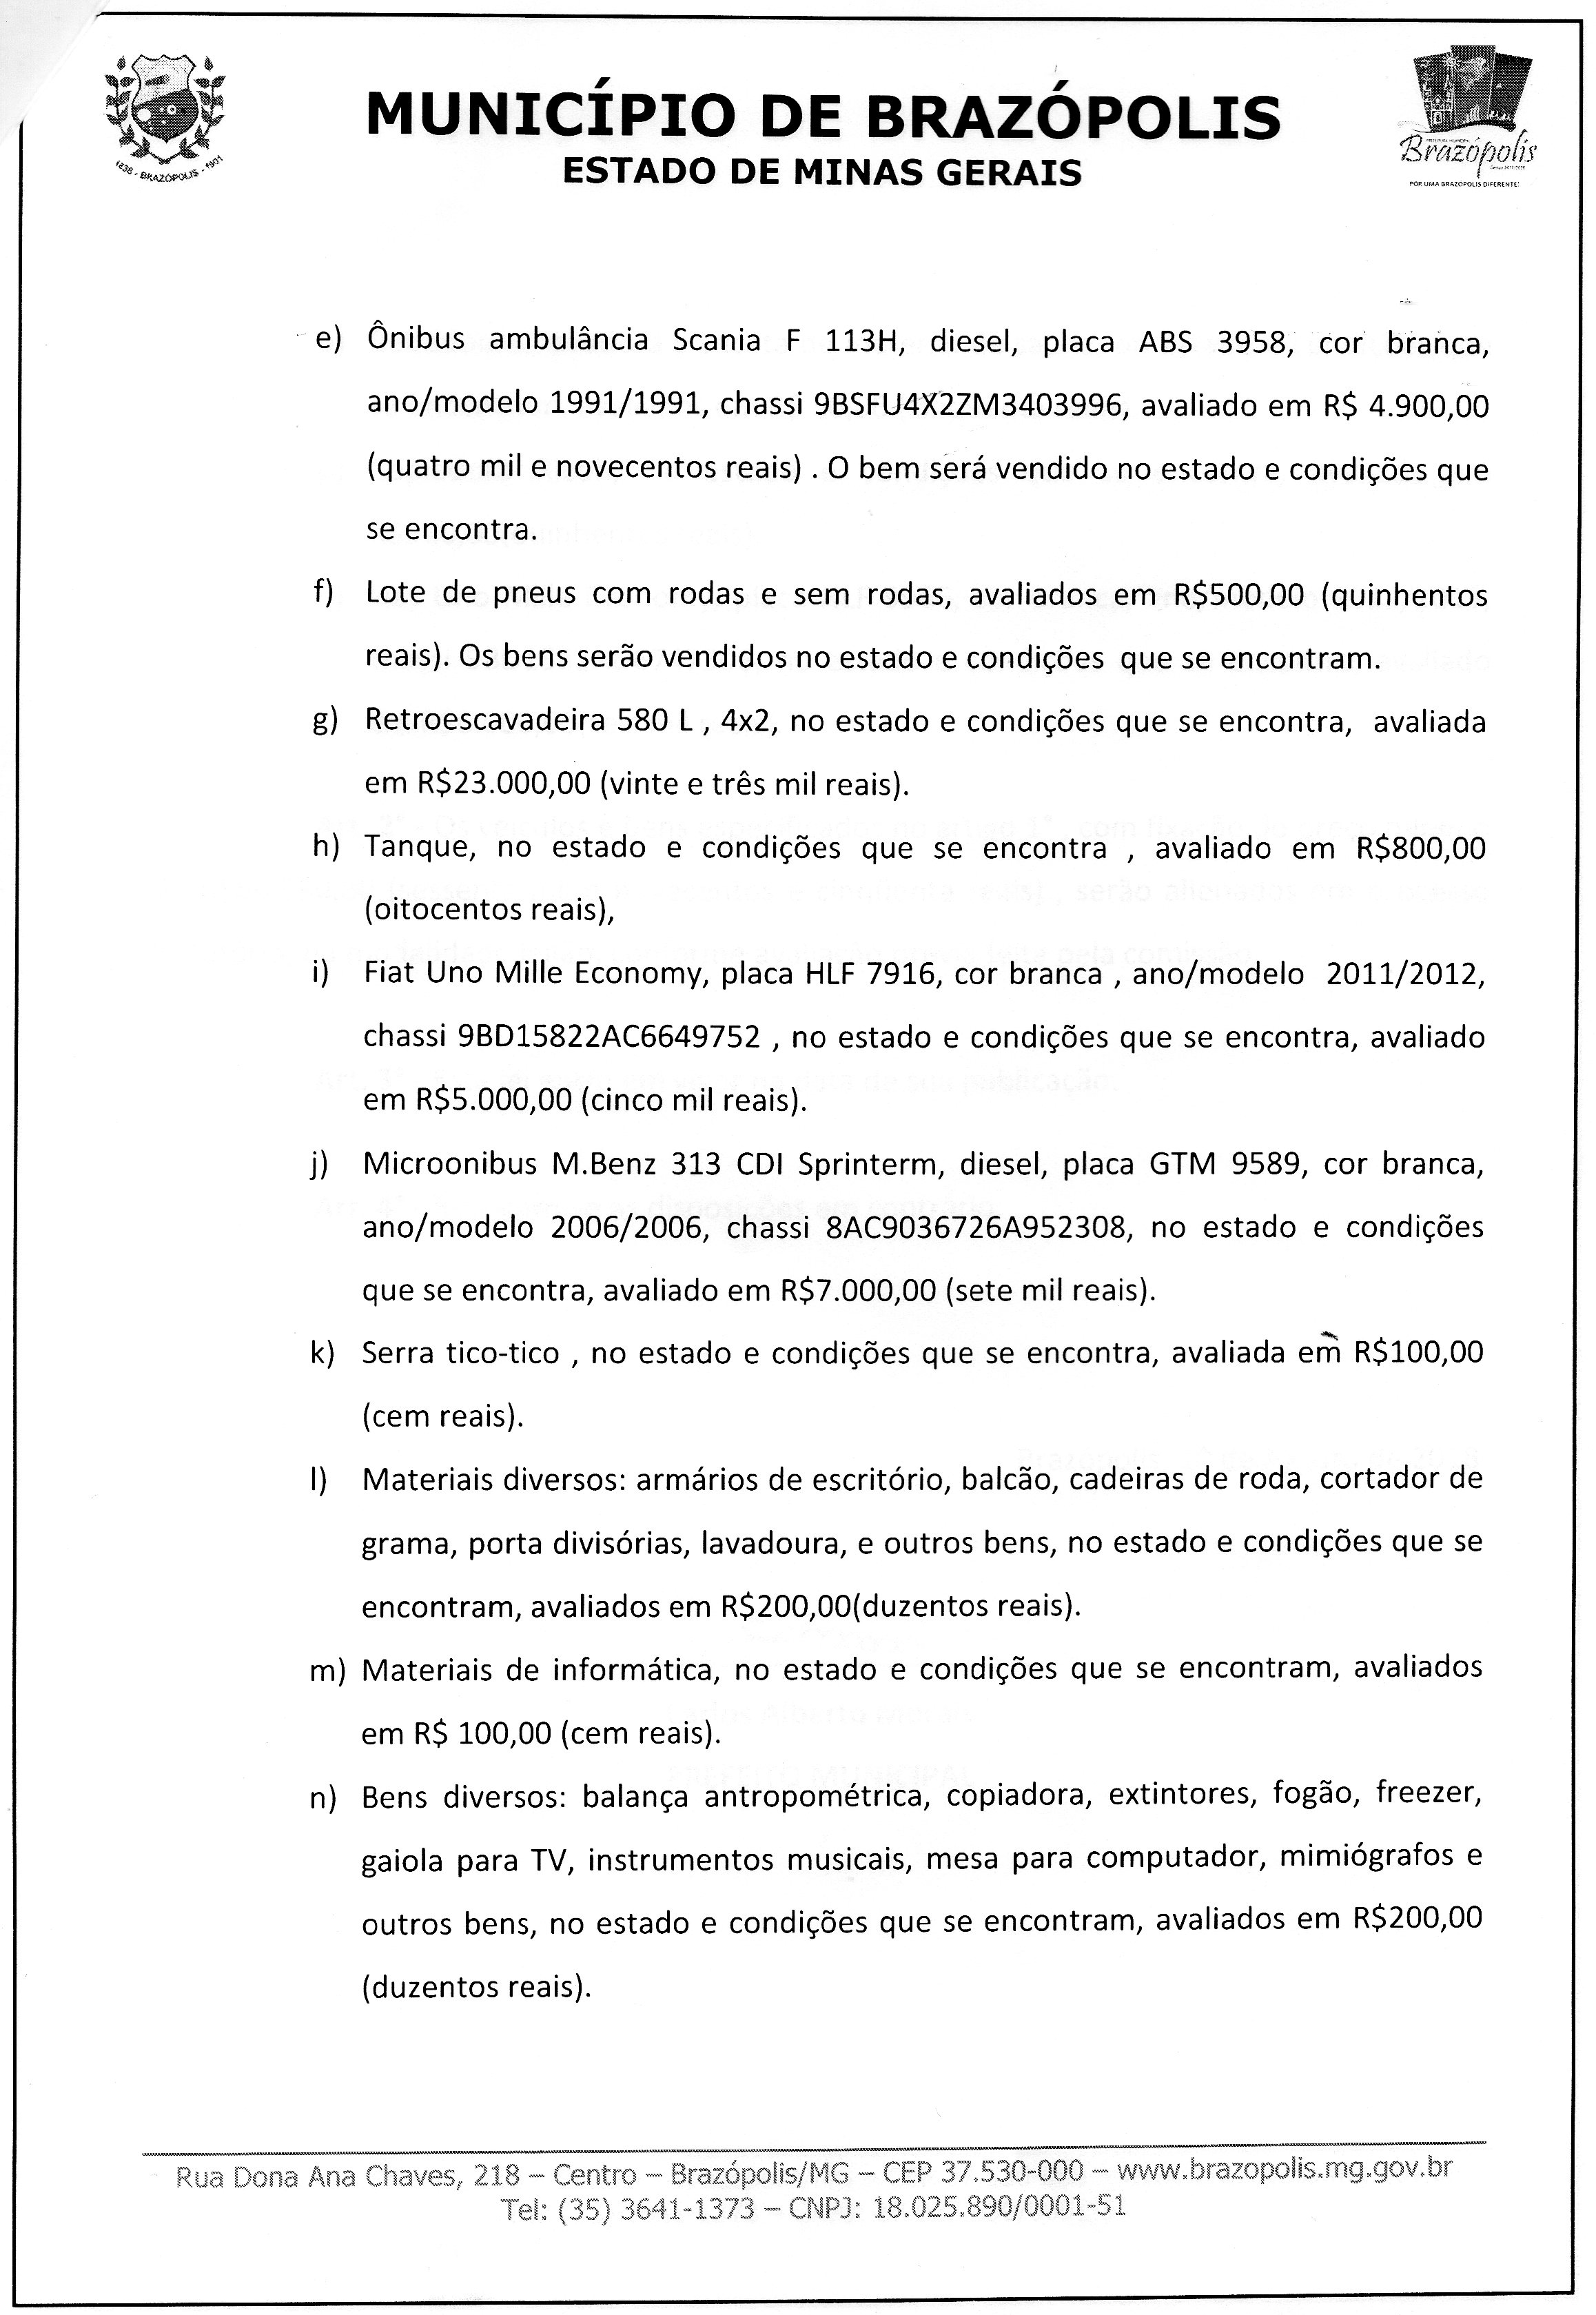 MUNICÍPIO DE BRAZÓPOLIS
ESTADO DE MINAS GERAIS
BRAZÓPOLIS - 1901
Brazópolis
POR UMA BRAZÓPOLIS DIFERENTE!
e) Ônibus ambulância Scania F 113H, diesel, placa ABS 3958, cor branca,
ano/modelo 1991/1991, chassi 9BSFU4X2ZM3403996, avaliado em R$ 4.900,00
(quatro mil e novecentos reais) . O bem será vendido no estado e condições que
se encontra.
f) Lote de pneus com rodas e sem rodas, avaliados em R$500,00 (quinhentos
reais). Os bens serão vendidos no estado e condições que se encontram.
g) Retroescavadeira 580 L , 4x2, no estado e condições que se encontra, avaliada
em R$23.000,00 (vinte e três mil reais).
h) Tanque, no estado e condições que se encontra , avaliado em R$800,00
(oitocentos reais),
i) Fiat Uno Mille Economy, placa HLF 7916, cor branca , ano/modelo 2011/2012,
chassi 9BD15822AC6649752 , no estado e condições que se encontra, avaliado
em R$5.000,00 (cinco mil reais).
j) Microonibus M.Benz 313 CDI Sprinterm, diesel, placa GTM 9589, cor branca,
ano/modelo 2006/2006, chassi 8AC9036726A952308, no estado e condições
que se encontra, avaliado em R$7.000,00 (sete mil reais).
k) Serra tico-tico , no estado e condições que se encontra, avaliada em R$100,00
(cem reais).
l) Materiais diversos: armários de escritório, balcão, cadeiras de roda, cortador de
grama, porta divisórias, lavadoura, e outros bens, no estado e condições que se
encontram, avaliados em R$200,00(duzentos reais).
m) Materiais de informática, no estado e condições que se encontram, avaliados
em R$ 100,00 (cem reais).
n) Bens diversos: balança antropométrica, copiadora, extintores, fogão, freezer,
gaiola para TV, instrumentos musicais, mesa para computador, mimiógrafos e
outros bens, no estado e condições que se encontram, avaliados em R$200,00
(duzentos reais).
Rua Dona Ana Chaves, 218 – Centro – Brazópolis/MG – CEP 37.530-000 – www.brazopolis.mg.gov.br
Tel: (35) 3641-1373 – CNPJ: 18.025.890/0001-51